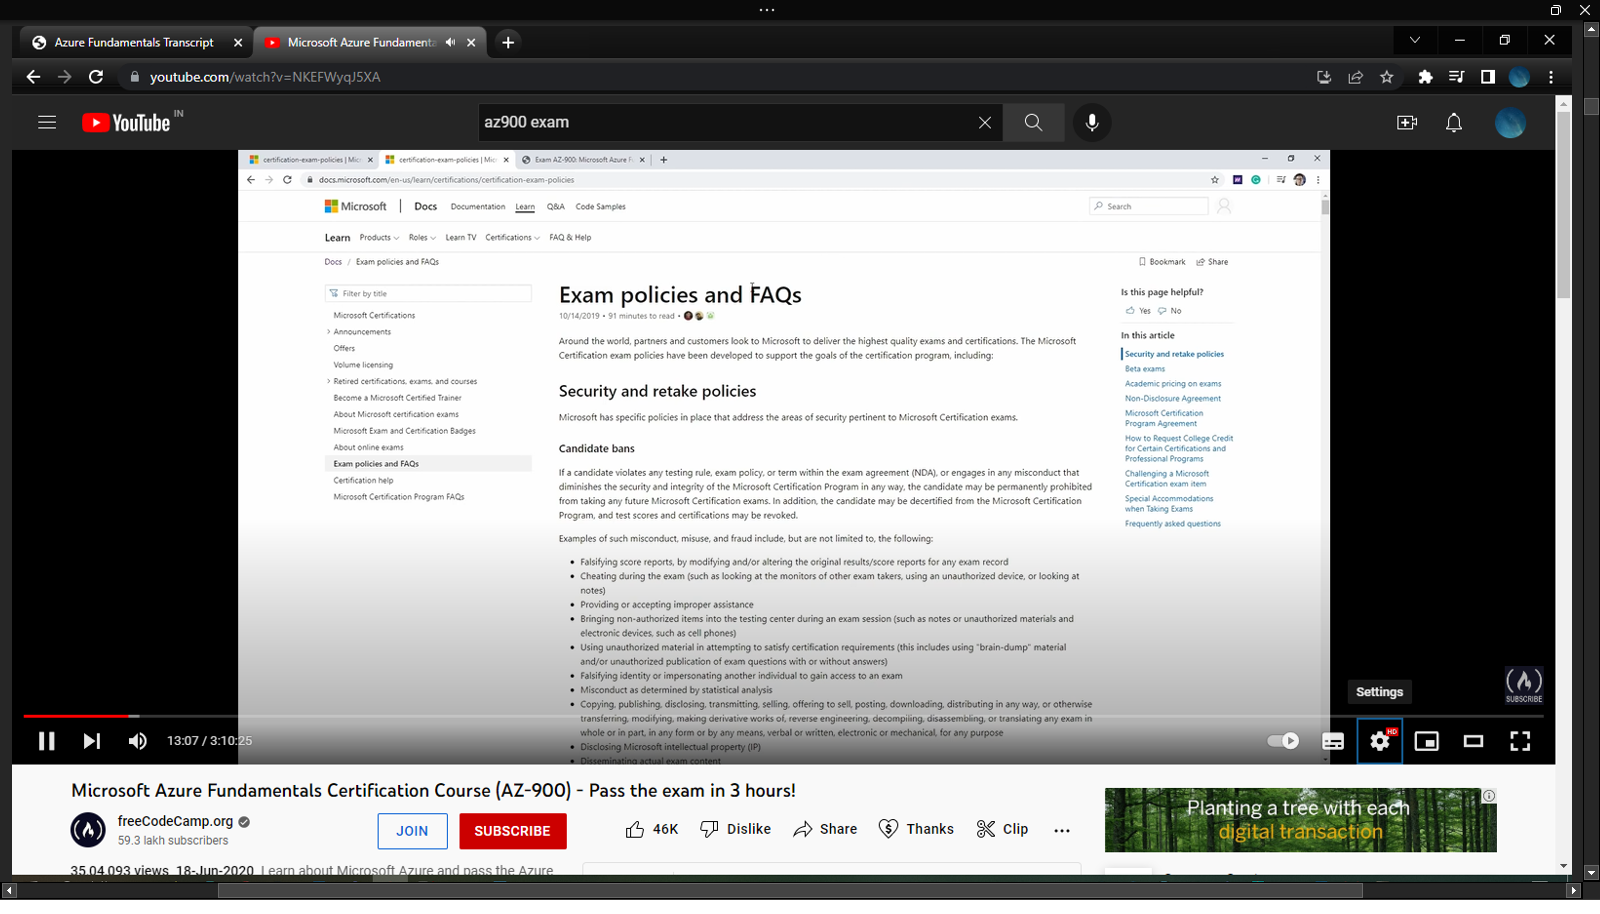 Azure Fundamentals Transcript
Microsoft Azure Fundamenta
youtube.com/watch?v=NKEFWyqJ5XA
YouTube IN
az900 exam
certification-exam-policies | Mic
certification-exam-policies | Mic
Exam AZ-900: Microsoft Azure F
docs.microsoft.com/en-us/learn/certifications/certification-exam-policies
Microsoft Docs Documentation Learn Q&A Code Samples
Search
Learn Products Roles Learn TV Certifications FAQ & Help
Docs / Exam policies and FAQs
Bookmark Share
Filter by title
Microsoft Certifications
Announcements
Offers
Volume licensing
Retired certifications, exams, and courses
Become a Microsoft Certified Trainer
About Microsoft certification exams
Microsoft Exam and Certification Badges
About online exams
Exam policies and FAQs
Certification help
Microsoft Certification Program FAQs
Exam policies and FAQs
10/14/2019 • 91 minutes to read •
Around the world, partners and customers look to Microsoft to deliver the highest quality exams and certifications. The Microsoft
Certification exam policies have been developed to support the goals of the certification program, including:
Security and retake policies
Microsoft has specific policies in place that address the areas of security pertinent to Microsoft Certification exams.
Candidate bans
If a candidate violates any testing rule, exam policy, or term within the exam agreement (NDA), or engages in any misconduct that
diminishes the security and integrity of the Microsoft Certification Program in any way, the candidate may be permanently prohibited
from taking any future Microsoft Certification exams. In addition, the candidate may be decertified from the Microsoft Certification
Program, and test scores and certifications may be revoked.
Examples of such misconduct, misuse, and fraud include, but are not limited to, the following:
• Falsifying score reports, by modifying and/or altering the original results/score reports for any exam record
• Cheating during the exam (such as looking at the monitors of other exam takers, using an unauthorized device, or looking at
notes)
• Providing or accepting improper assistance
• Bringing non-authorized items into the testing center during an exam session (such as notes or unauthorized materials and
electronic devices, such as cell phones)
• Using unauthorized material in attempting to satisfy certification requirements (this includes using "brain-dump" material
and/or unauthorized publication of exam questions with or without answers)
• Falsifying identity or impersonating another individual to gain access to an exam
• Misconduct as determined by statistical analysis
• Copying, publishing, disclosing, transmitting, selling, offering to sell, posting, downloading, distributing in any way, or otherwise
transferring, modifying, making derivative works of, reverse engineering, decompiling, disassembling, or translating any exam in
whole or in part, in any form or by any means, verbal or written, electronic or mechanical, for any purpose
• Disclosing Microsoft intellectual property (IP)
• Disseminating actual exam content
Is this page helpful?
Yes No
In this article
Security and retake policies
Beta exams
Academic pricing on exams
Non-Disclosure Agreement
Microsoft Certification
Program Agreement
How to Request College Credit
for Certain Certifications and
Professional Programs
Challenging a Microsoft
Certification exam item
Special Accommodations
when Taking Exams
Frequently asked questions
Settings
SUBSCRIBE
13:07 / 3:10:25
HD
Microsoft Azure Fundamentals Certification Course (AZ-900) - Pass the exam in 3 hours!
freeCodeCamp.org
59.3 lakh subscribers
JOIN
SUBSCRIBE
46K
Dislike
Share
Thanks
Clip
Planting a tree with each
digital transaction
35,04,093 views 18-Jun-2020 Learn about Microsoft Azure and pass the Azure